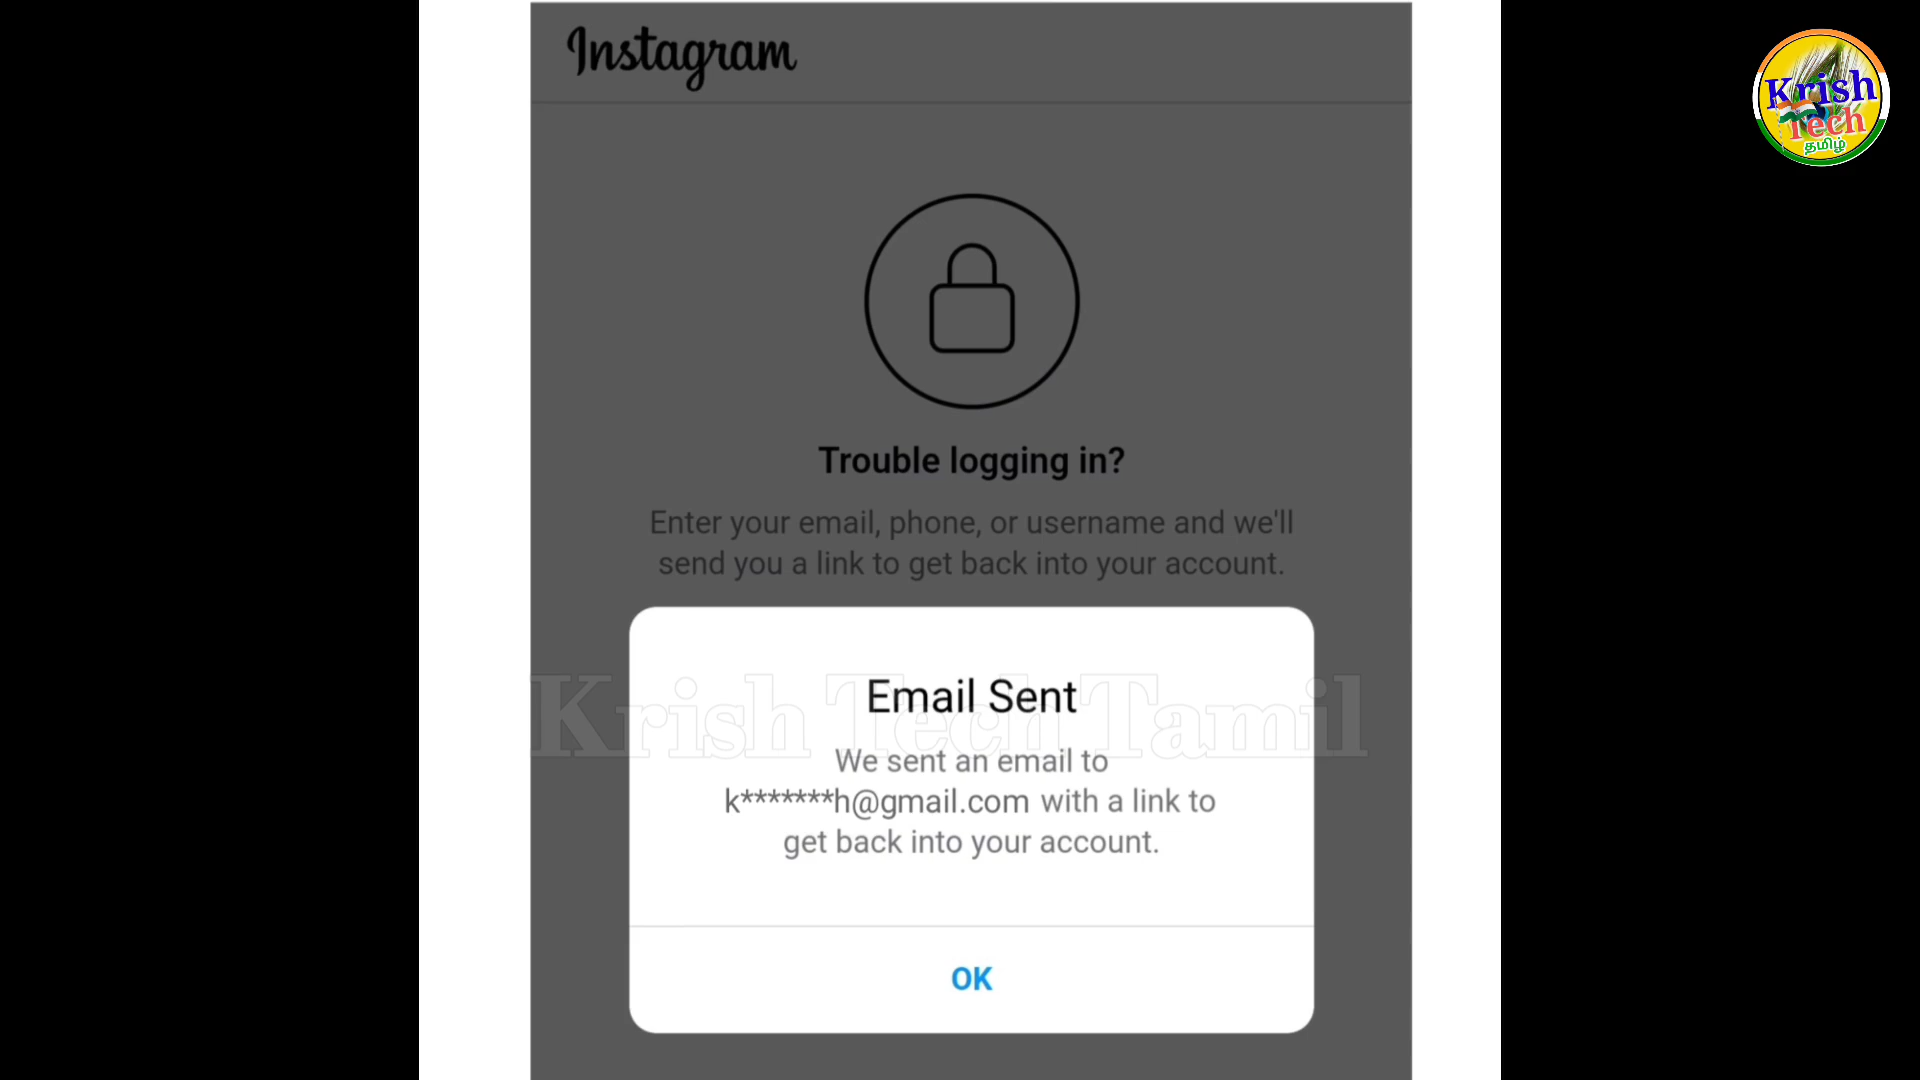 Instagram
Krish
Tech
தமிழ்
Trouble logging in?
Enter your email, phone, or username and we'll
send you a link to get back into your account.
Email Sent
Krish Tech Tamil
We sent an email to
k*******h@gmail.com with a link to
get back into your account.
OK